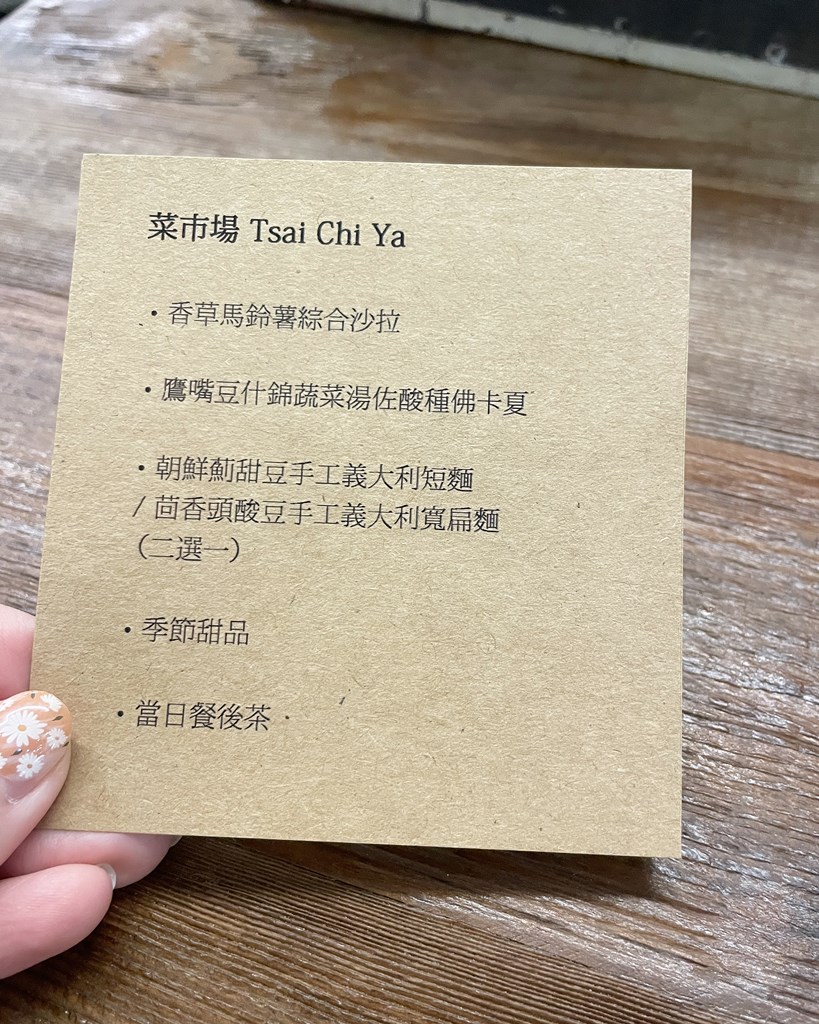 菜市場 Tsai Chi Ya
・香草馬鈴薯綜合沙拉
・鷹嘴豆什錦蔬菜湯佐酸種佛卡夏
・朝鮮薊甜豆手工義大利短麵
/ 茴香頭酸豆手工義大利寬扁麵
(二選一)
・季節甜品
・當日餐後茶